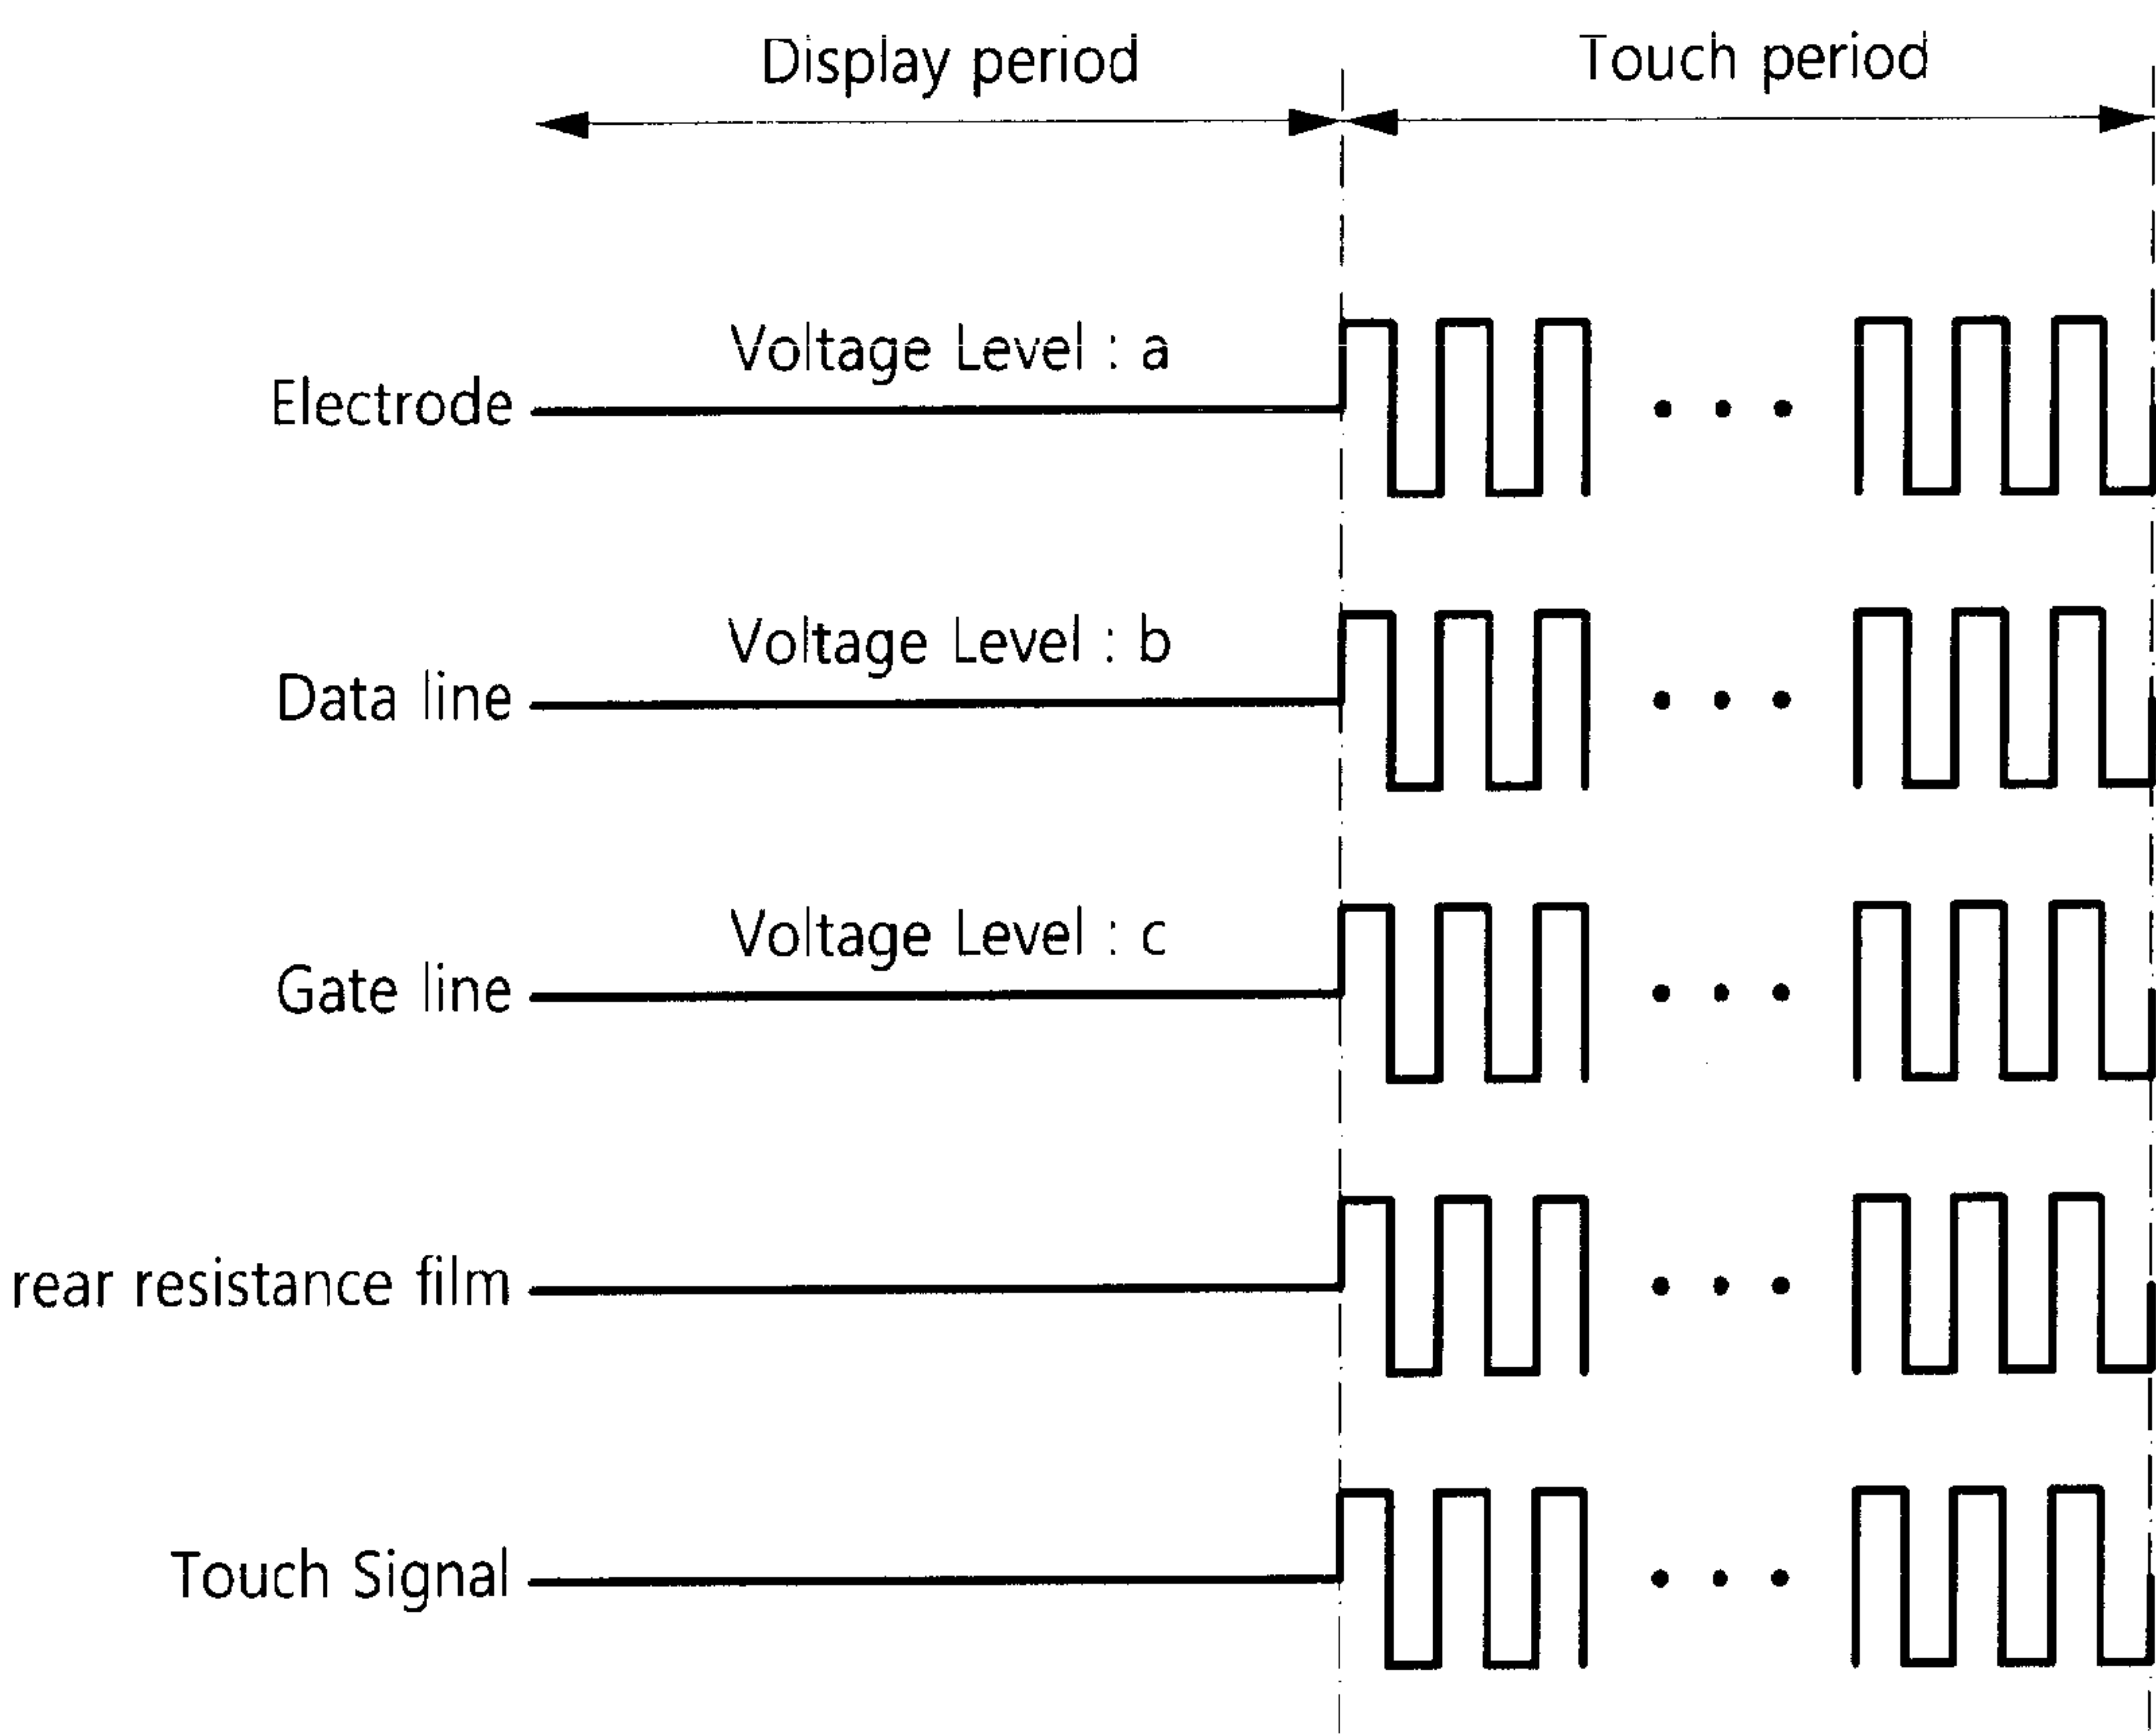 Display period
Touch period
Voltage Level : a
Electrode
Voltage Level : b
Data line
Voltage Level : c
Gate line
rear resistance film
Touch Signal